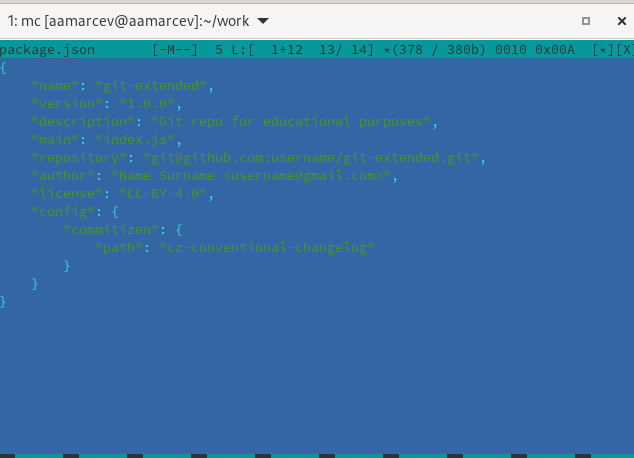 1: mc [aamarcev@aamarcev]:~/work
package.json [-M--] 5 L:[ 1+12 13/ 14] *(378 / 380b) 0010 0x00A [*][X]
{
    "name": "git-extended",
    "version": "1.0.0",
    "description": "Git repo for educational purposes",
    "main": "index.js",
    "repository": "git@github.com:username/git-extended.git",
    "author": "Name Surname <username@gmail.com>",
    "license": "CC-BY-4.0",
    "config": {
        "commitizen": {
            "path": "cz-conventional-changelog"
        }
    }
}